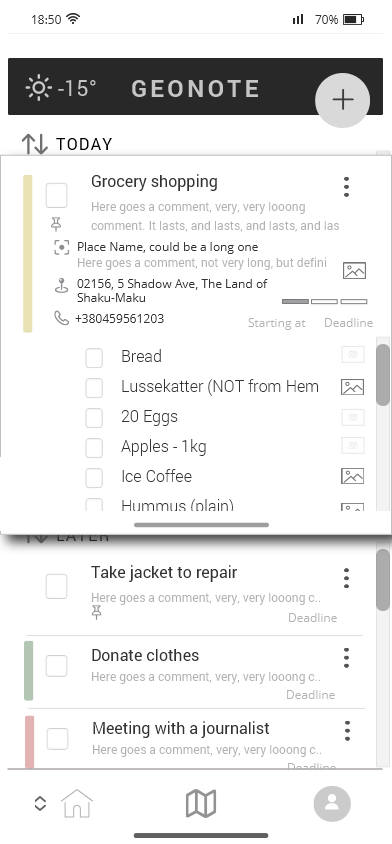 18:50 70%
-15° GEONOTE
TODAY
Grocery shopping
Here goes a comment, very, very looong
comment. It lasts, and lasts, and lasts, and las
Place Name, could be a long one
Here goes a comment, not very long, but defini
02156, 5 Shadow Ave, The Land of
Shaku-Maku
+380459561203
Starting at Deadline
Bread
Lussekatter (NOT from Hem
20 Eggs
Apples - 1kg
Ice Coffee
Hummus (plain)
LATER
Take jacket to repair
Here goes a comment, very, very looong c..
Deadline
Donate clothes
Here goes a comment, very, very looong c..
Deadline
Meeting with a journalist
Here goes a comment, very, very looong c..
Deadline